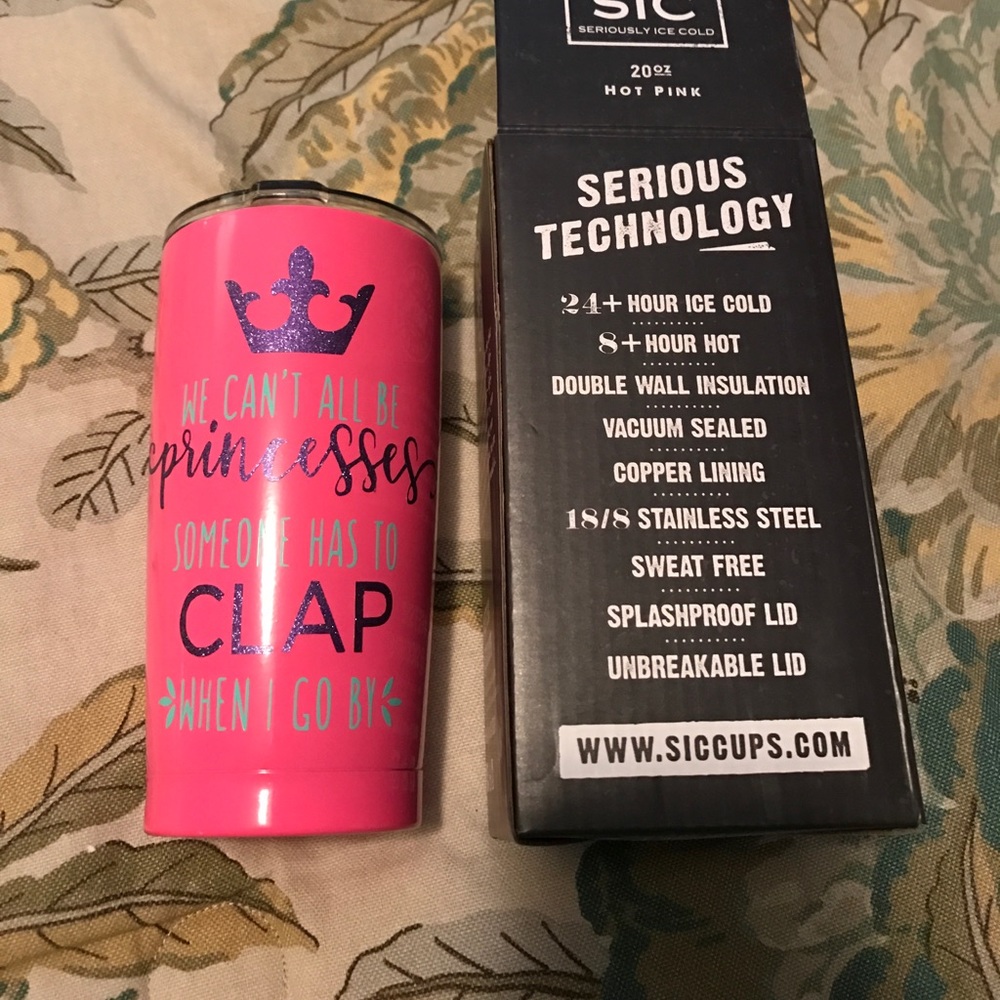 WE CAN'T ALL BE
princesses
SOMEONE HAS TO
CLAP
WHEN I GO BY
SIC
SERIOUSLY ICE COLD
20oz
HOT PINK
SERIOUS
TECHNOLOGY
24+ HOUR ICE COLD
8+ HOUR HOT
DOUBLE WALL INSULATION
VACUUM SEALED
COPPER LINING
18/8 STAINLESS STEEL
SWEAT FREE
SPLASHPROOF LID
UNBREAKABLE LID
WWW.SICCUPS.COM